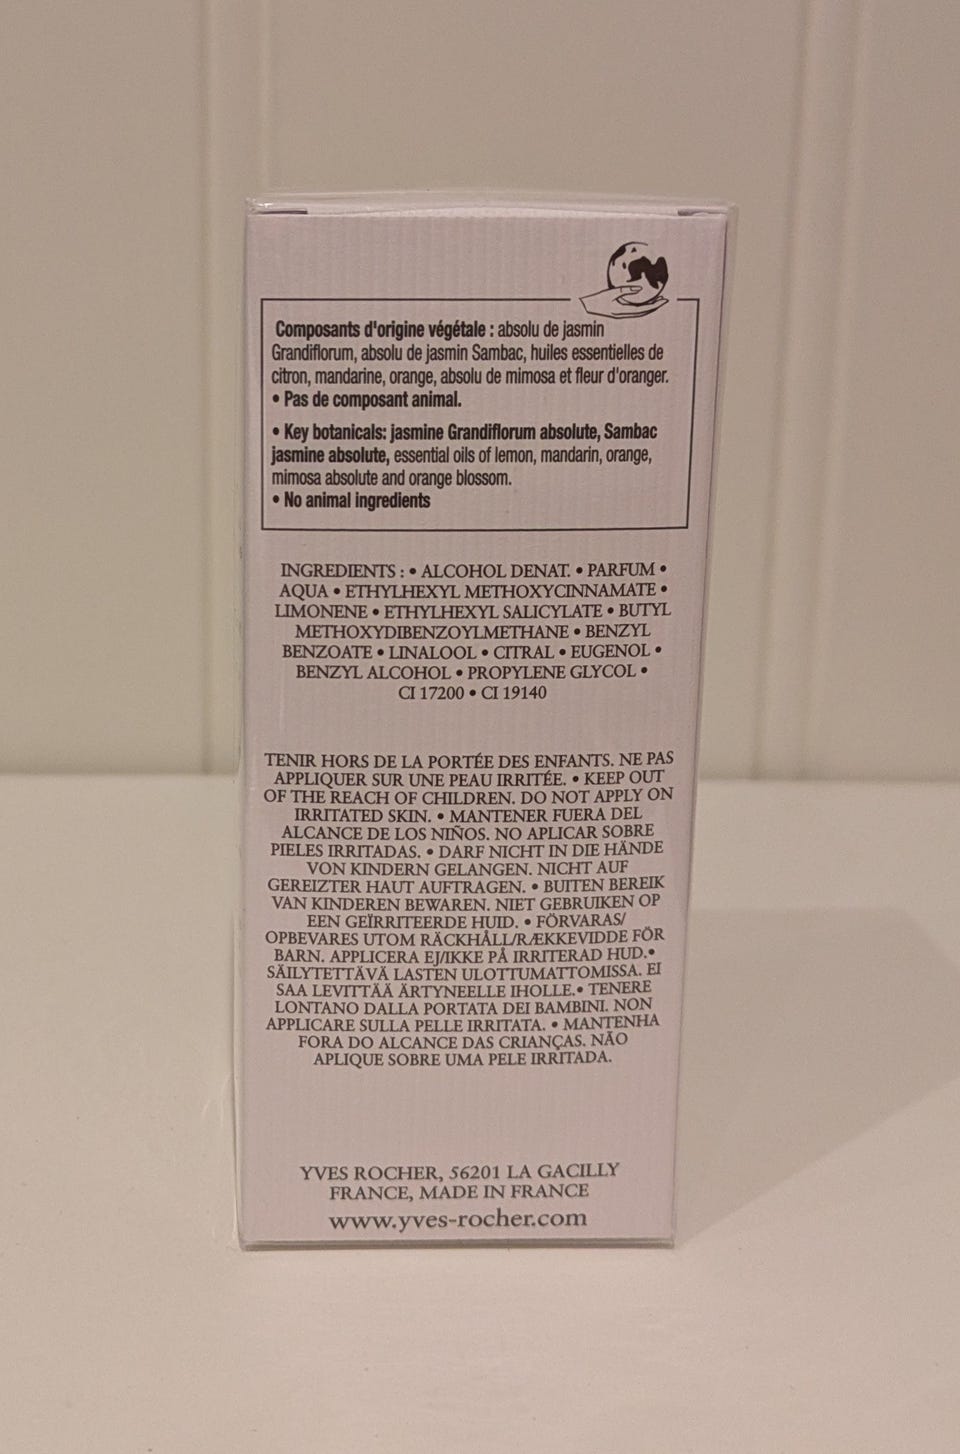 Composants d'origine végétale : absolu de jasmin
Grandiflorum, absolu de jasmin Sambac, huiles essentielles de
citron, mandarine, orange, absolu de mimosa et fleur d'oranger.
• Pas de composant animal.
• Key botanicals: jasmine Grandiflorum absolute, Sambac
jasmine absolute, essential oils of lemon, mandarin, orange,
mimosa absolute and orange blossom.
• No animal ingredients
INGREDIENTS : • ALCOHOL DENAT. • PARFUM •
AQUA • ETHYLHEXYL METHOXYCINNAMATE •
LIMONENE • ETHYLHEXYL SALICYLATE • BUTYL
METHOXYDIBENZOYLMETHANE • BENZYL
BENZOATE • LINALOOL • CITRAL • EUGENOL •
BENZYL ALCOHOL • PROPYLENE GLYCOL •
CI 17200 • CI 19140
TENIR HORS DE LA PORTÉE DES ENFANTS. NE PAS
APPLIQUER SUR UNE PEAU IRRITÉE. • KEEP OUT
OF THE REACH OF CHILDREN. DO NOT APPLY ON
IRRITATED SKIN. • MANTENER FUERA DEL
ALCANCE DE LOS NIÑOS. NO APLICAR SOBRE
PIELES IRRITADAS. • DARF NICHT IN DIE HÄNDE
VON KINDERN GELANGEN. NICHT AUF
GEREIZTER HAUT AUFTRAGEN. • BUITEN BEREIK
VAN KINDEREN BEWAREN. NIET GEBRUIKEN OP
EEN GEÏRRITEERDE HUID. • FÖRVARAS/
OPBEVARES UTOM RÄCKHÅLL/RÆKKEVIDDE FÖR
BARN. APPLICERA EJ/IKKE PÅ IRRITERAD HUD.•
SÄILYTETTÄVÄ LASTEN ULOTTUMATTOMISSA. EI
SAA LEVITTÄÄ ÄRTYNEELLE IHOLLE.• TENERE
LONTANO DALLA PORTATA DEI BAMBINI. NON
APPLICARE SULLA PELLE IRRITATA. • MANTENHA
FORA DO ALCANCE DAS CRIANÇAS. NÃO
APLIQUE SOBRE UMA PELE IRRITADA.
YVES ROCHER, 56201 LA GACILLY
FRANCE, MADE IN FRANCE
www.yves-rocher.com